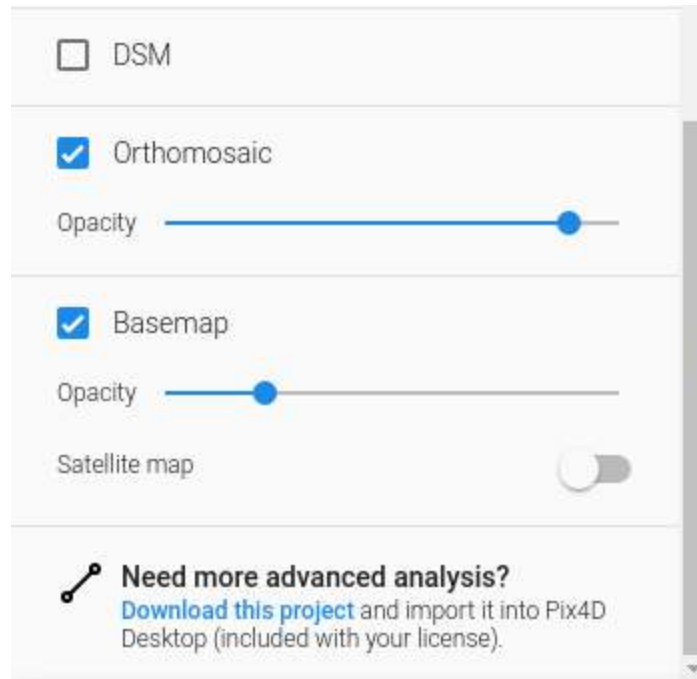 DSM
Orthomosaic
Opacity
Basemap
Opacity
Satellite map
Need more advanced analysis?
Download this project and import it into Pix4D
Desktop (included with your license).